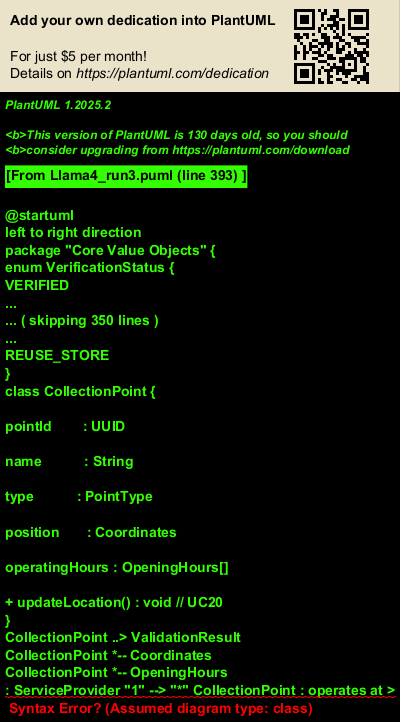 Add your own dedication into PlantUML
For just $5 per month!
Details on https://plantuml.com/dedication
PlantUML 1.2025.2
<b>This version of PlantUML is 130 days old, so you should
<b>consider upgrading from https://plantuml.com/download
[From Llama4_run3.puml (line 393) ]
@startuml
left to right direction
package "Core Value Objects" {
enum VerificationStatus {
VERIFIED
...
... ( skipping 350 lines )
...
REUSE_STORE
}
class CollectionPoint {
pointId : UUID
name : String
type : PointType
position : Coordinates
operatingHours : OpeningHours[]
+ updateLocation() : void // UC20
}
CollectionPoint ..> ValidationResult
CollectionPoint *-- Coordinates
CollectionPoint *-- OpeningHours
: ServiceProvider "1" --> "*" CollectionPoint : operates at >
Syntax Error? (Assumed diagram type: class)